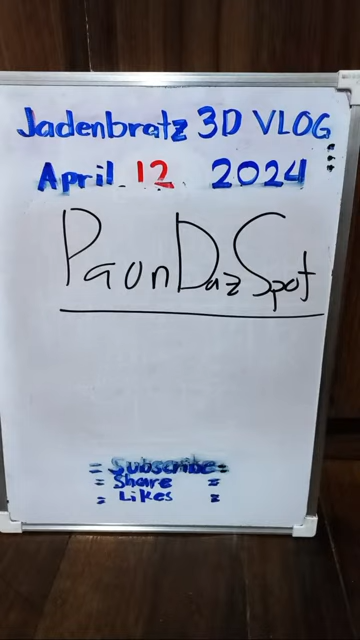 Jadenbratz 3D VLOG
April 12 2024
PaonDazSpot
= Subscribe =
= Share =
= Likes =